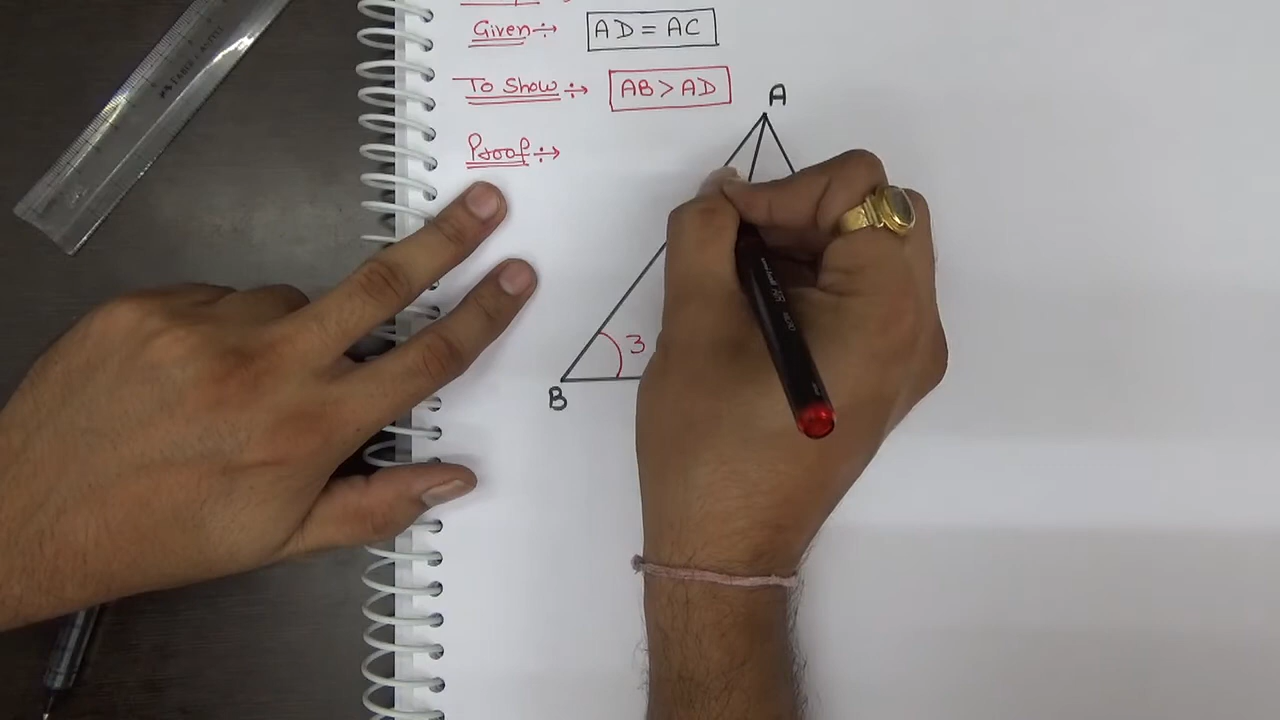 Given:→ AD = AC
To Show:→ AB > AD
Proof:→
A
3
B